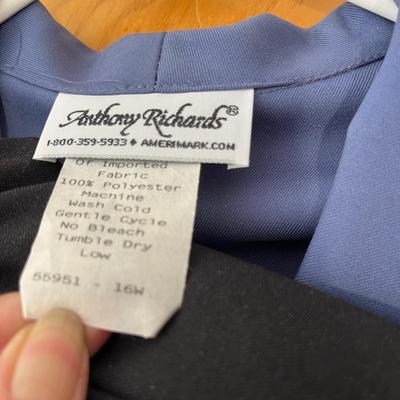 Anthony Richards®
1-800-359-5933 ♦ AMERIMARK.COM
Of Imported
Fabric
100% Polyester
Machine
Wash Cold
Gentle Cycle
No Bleach
Tumble Dry
Low
55951 - 16W